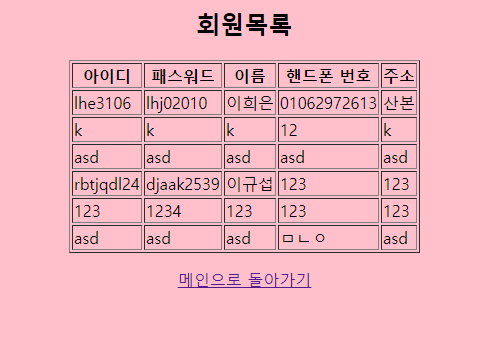 회원목록
아이디 패스워드 이름 핸드폰 번호 주소
lhe3106 lhj02010 이희은 01062972613 산본
k k k 12 k
asd asd asd asd asd
rbtjqdl24 djaak2539 이규섭 123 123
123 1234 123 123 123
asd asd asd ㅁㄴㅇ asd
메인으로 돌아가기